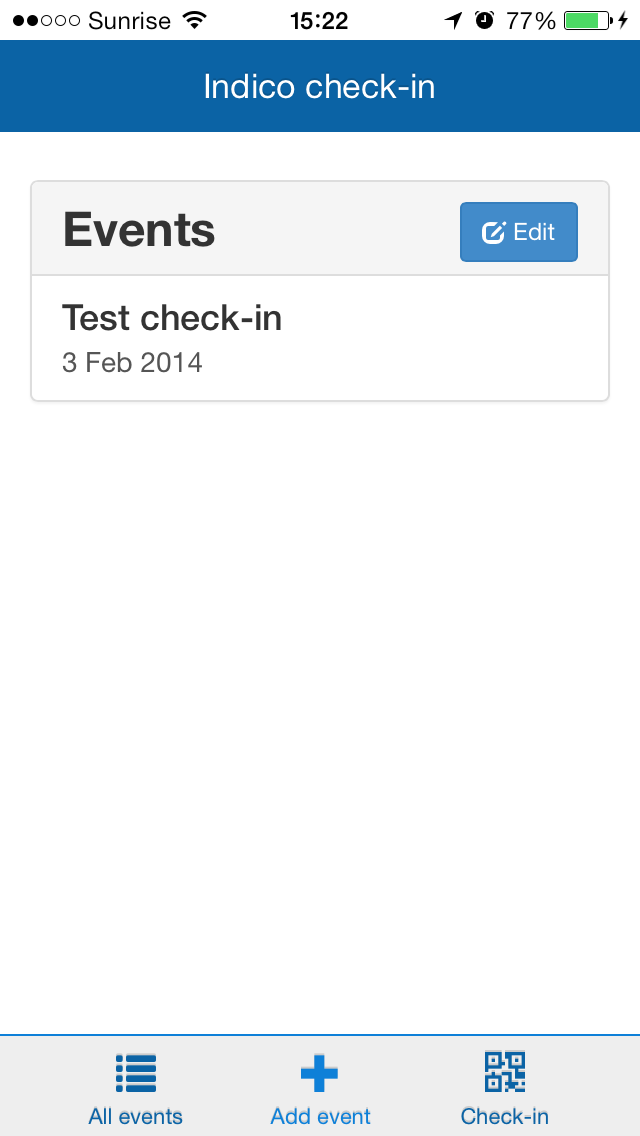 Sunrise 15:22 77%
Indico check-in
Events Edit
Test check-in
3 Feb 2014
All events Add event Check-in